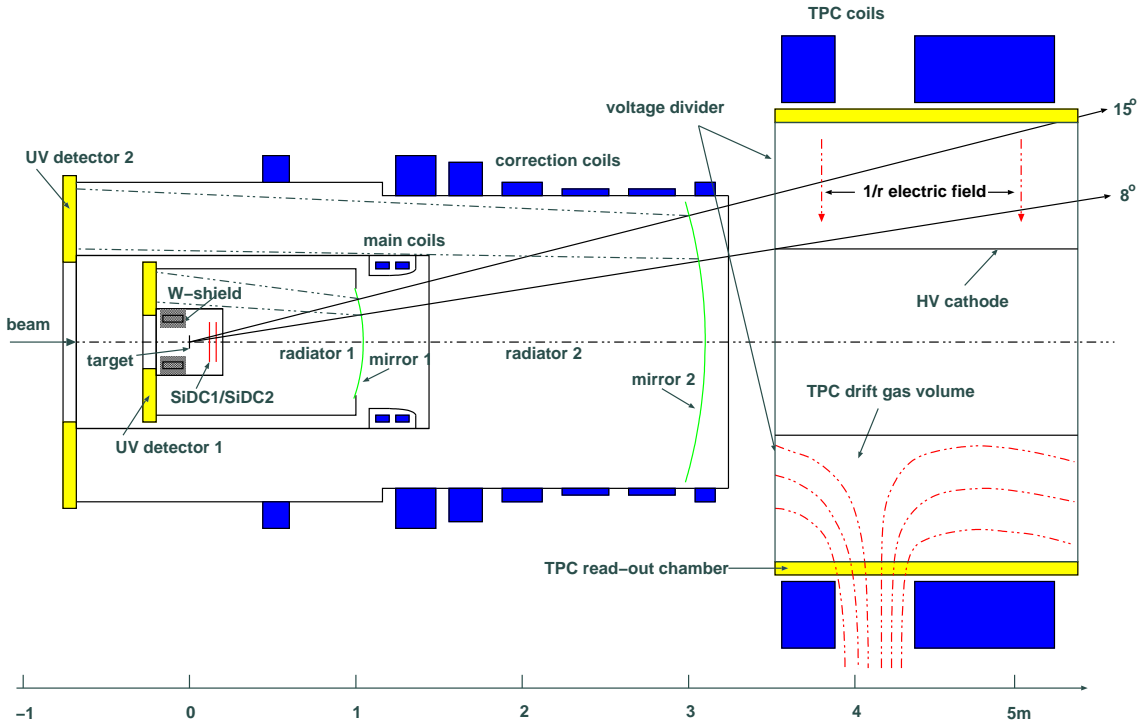 TPC coils
voltage divider
15°
UV detector 2
correction coils
1/r electric field
8°
main coils
W-shield
HV cathode
beam
target
radiator 1
mirror 1
radiator 2
mirror 2
SiDC1/SiDC2
TPC drift gas volume
UV detector 1
TPC read-out chamber
-1 0 1 2 3 4 5m